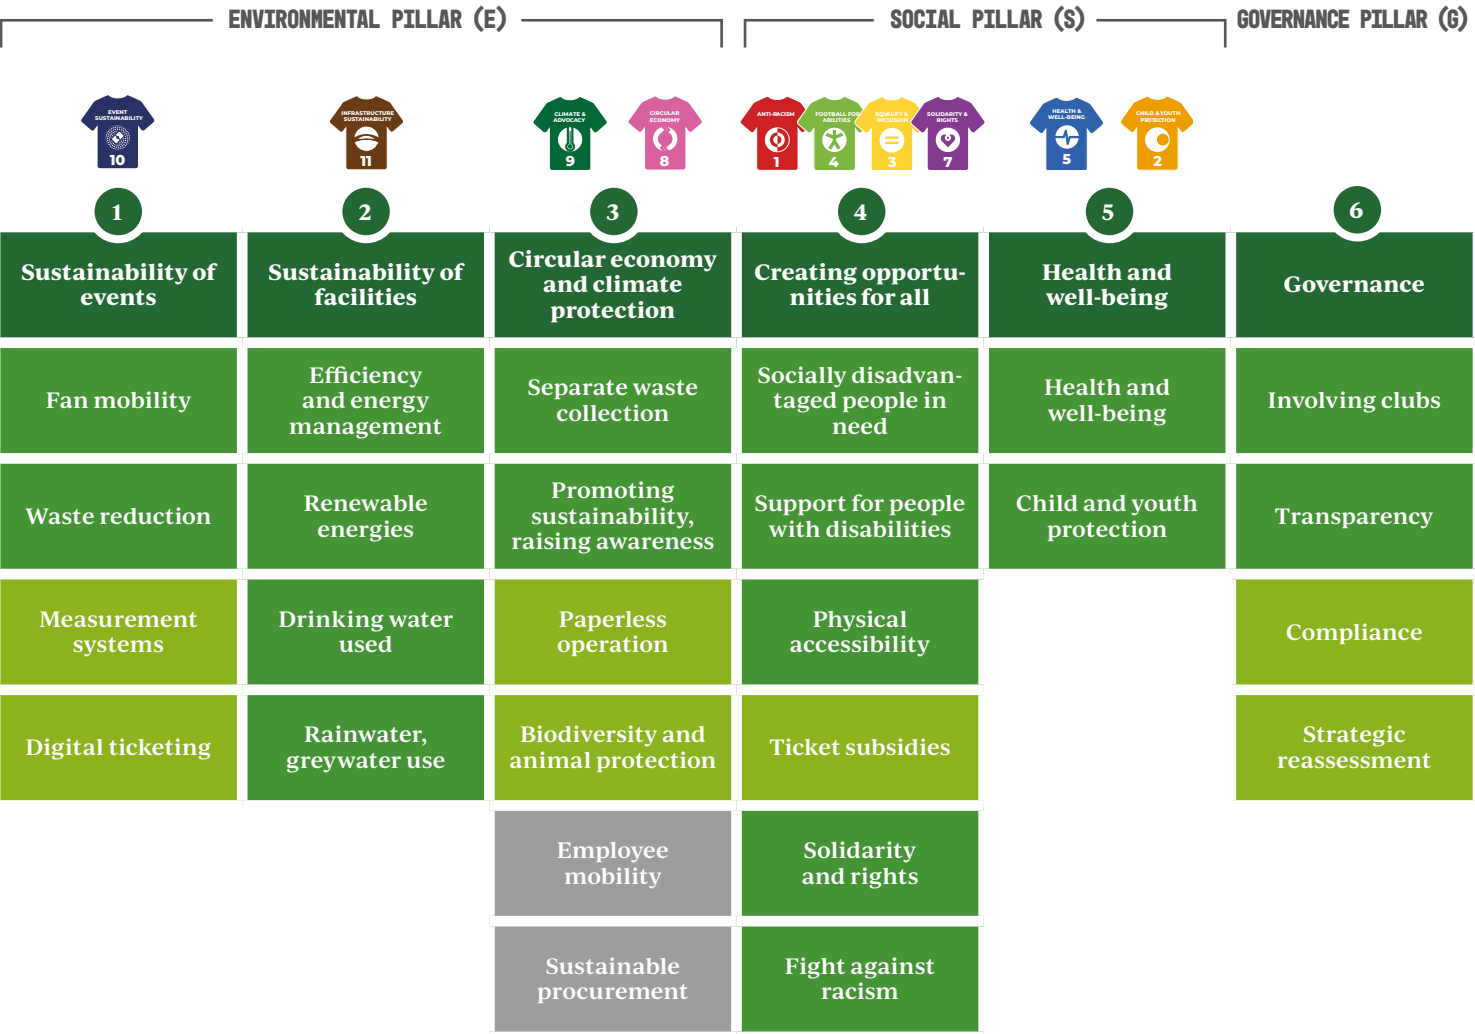 ENVIRONMENTAL PILLAR (E)
SOCIAL PILLAR (S)
GOVERNANCE PILLAR (G)
EVENT
SUSTAINABILITY
10
INFRASTRUCTURE
SUSTAINABILITY
11
CLIMATE &
ADVOCACY
9
CIRCULAR
ECONOMY
8
ANTI-RACISM
1
FOOTBALL FOR
ABILITIES
4
EQUALITY &
INCLUSION
3
SOLIDARITY &
RIGHTS
7
HEALTH &
WELL-BEING
5
CHILD & YOUTH
PROTECTION
2
1
Sustainability of
events
Fan mobility
Waste reduction
Measurement
systems
Digital ticketing
2
Sustainability of
facilities
Efficiency
and energy
management
Renewable
energies
Drinking water
used
Rainwater,
greywater use
3
Circular economy
and climate
protection
Separate waste
collection
Promoting
sustainability,
raising awareness
Paperless
operation
Biodiversity and
animal protection
Employee
mobility
Sustainable
procurement
4
Creating opportu-
nities for all
Socially disadvan-
taged people in
need
Support for people
with disabilities
Physical
accessibility
Ticket subsidies
Solidarity
and rights
Fight against
racism
5
Health and
well-being
Health and
well-being
Child and youth
protection
6
Governance
Involving clubs
Transparency
Compliance
Strategic
reassessment